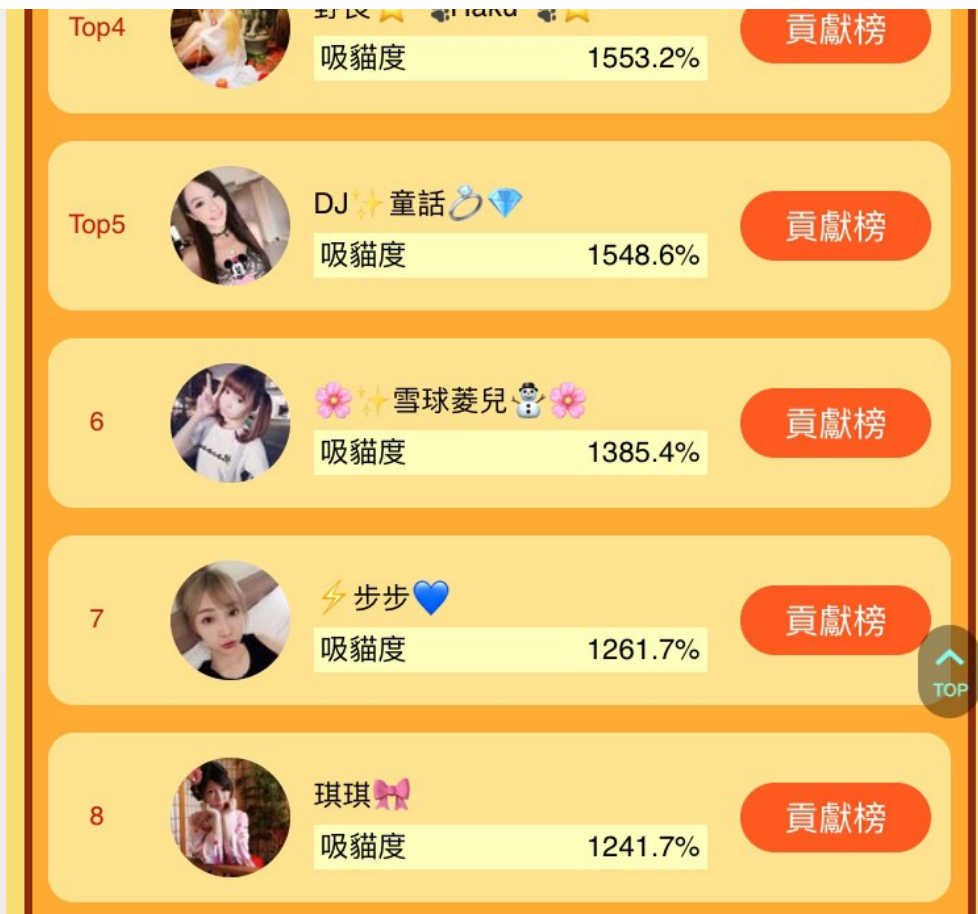 Top4
Haku
吸貓度 1553.2%
貢獻榜
Top5
DJ✨童話💍💎
吸貓度 1548.6%
貢獻榜
6
🌸✨雪球菱兒⛄🌸
吸貓度 1385.4%
貢獻榜
7
⚡步步💙
吸貓度 1261.7%
貢獻榜
TOP
8
琪琪🎀
吸貓度 1241.7%
貢獻榜